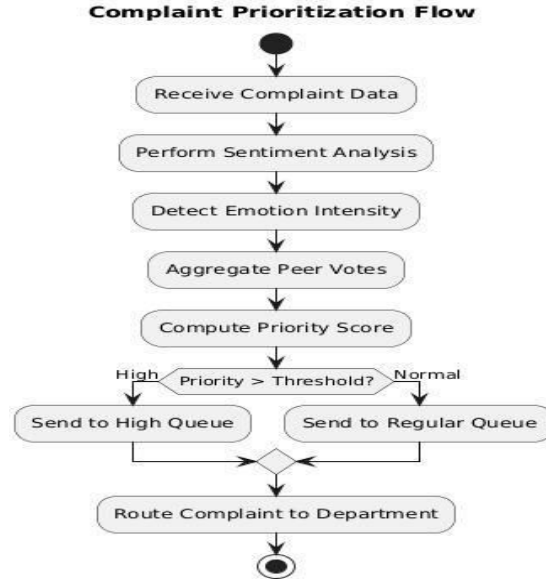 Complaint Prioritization Flow
Receive Complaint Data
Perform Sentiment Analysis
Detect Emotion Intensity
Aggregate Peer Votes
Compute Priority Score
High
Priority > Threshold?
Normal
Send to High Queue
Send to Regular Queue
Route Complaint to Department